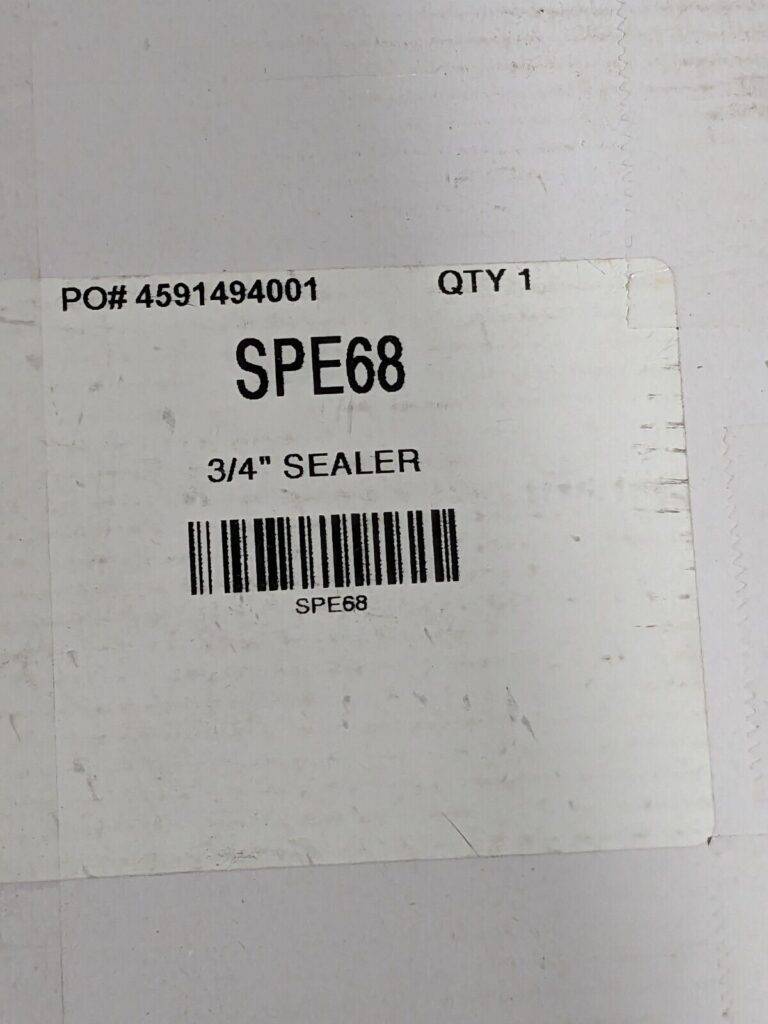 PO# 4591494001 QTY 1
SPE68
3/4" SEALER
SPE68